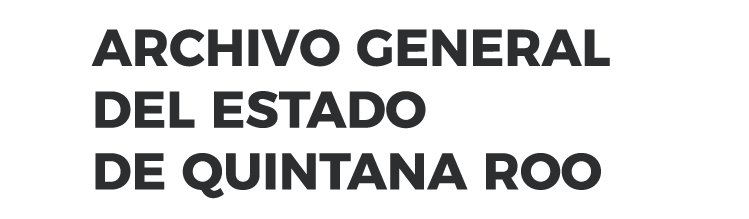 ARCHIVO GENERAL
DEL ESTADO
DE QUINTANA ROO